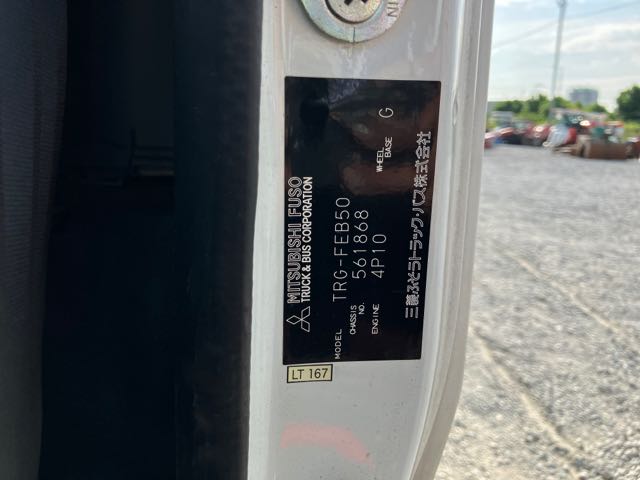 MITSUBISHI FUSO
TRUCK & BUS CORPORATION
MODEL TRG-FEB50
CHASSIS NO. 561868
ENGINE 4P10 WHEEL BASE G
三菱ふそうトラック・バス株式会社
LT 167